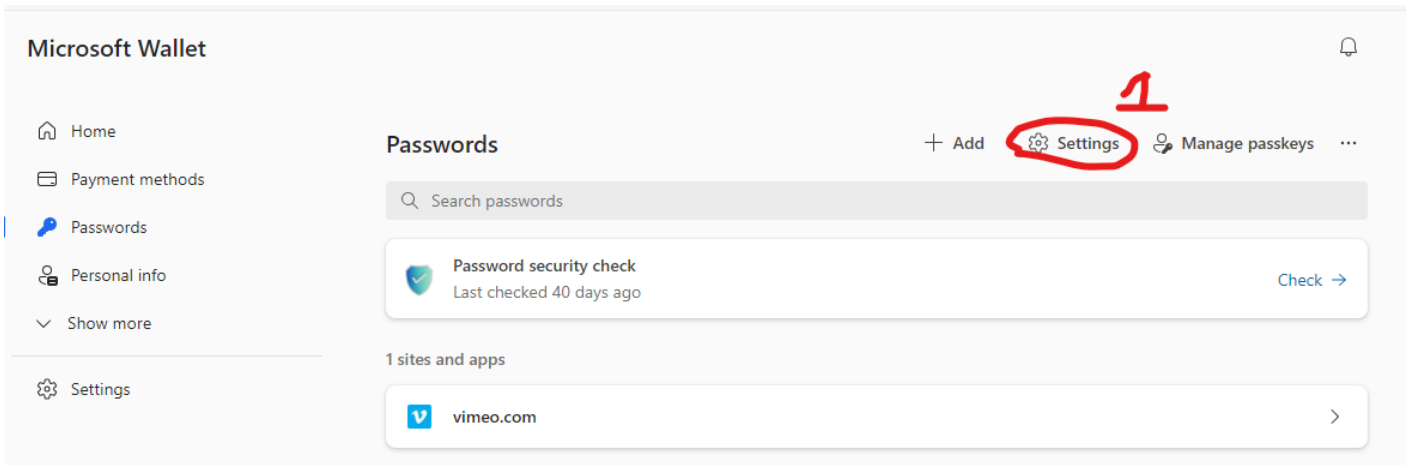 Microsoft Wallet
1
Home
Payment methods
Passwords
Personal info
Show more
Settings
Passwords
+ Add Settings Manage passkeys ...
Search passwords
Password security check
Last checked 40 days ago
Check →
1 sites and apps
vimeo.com